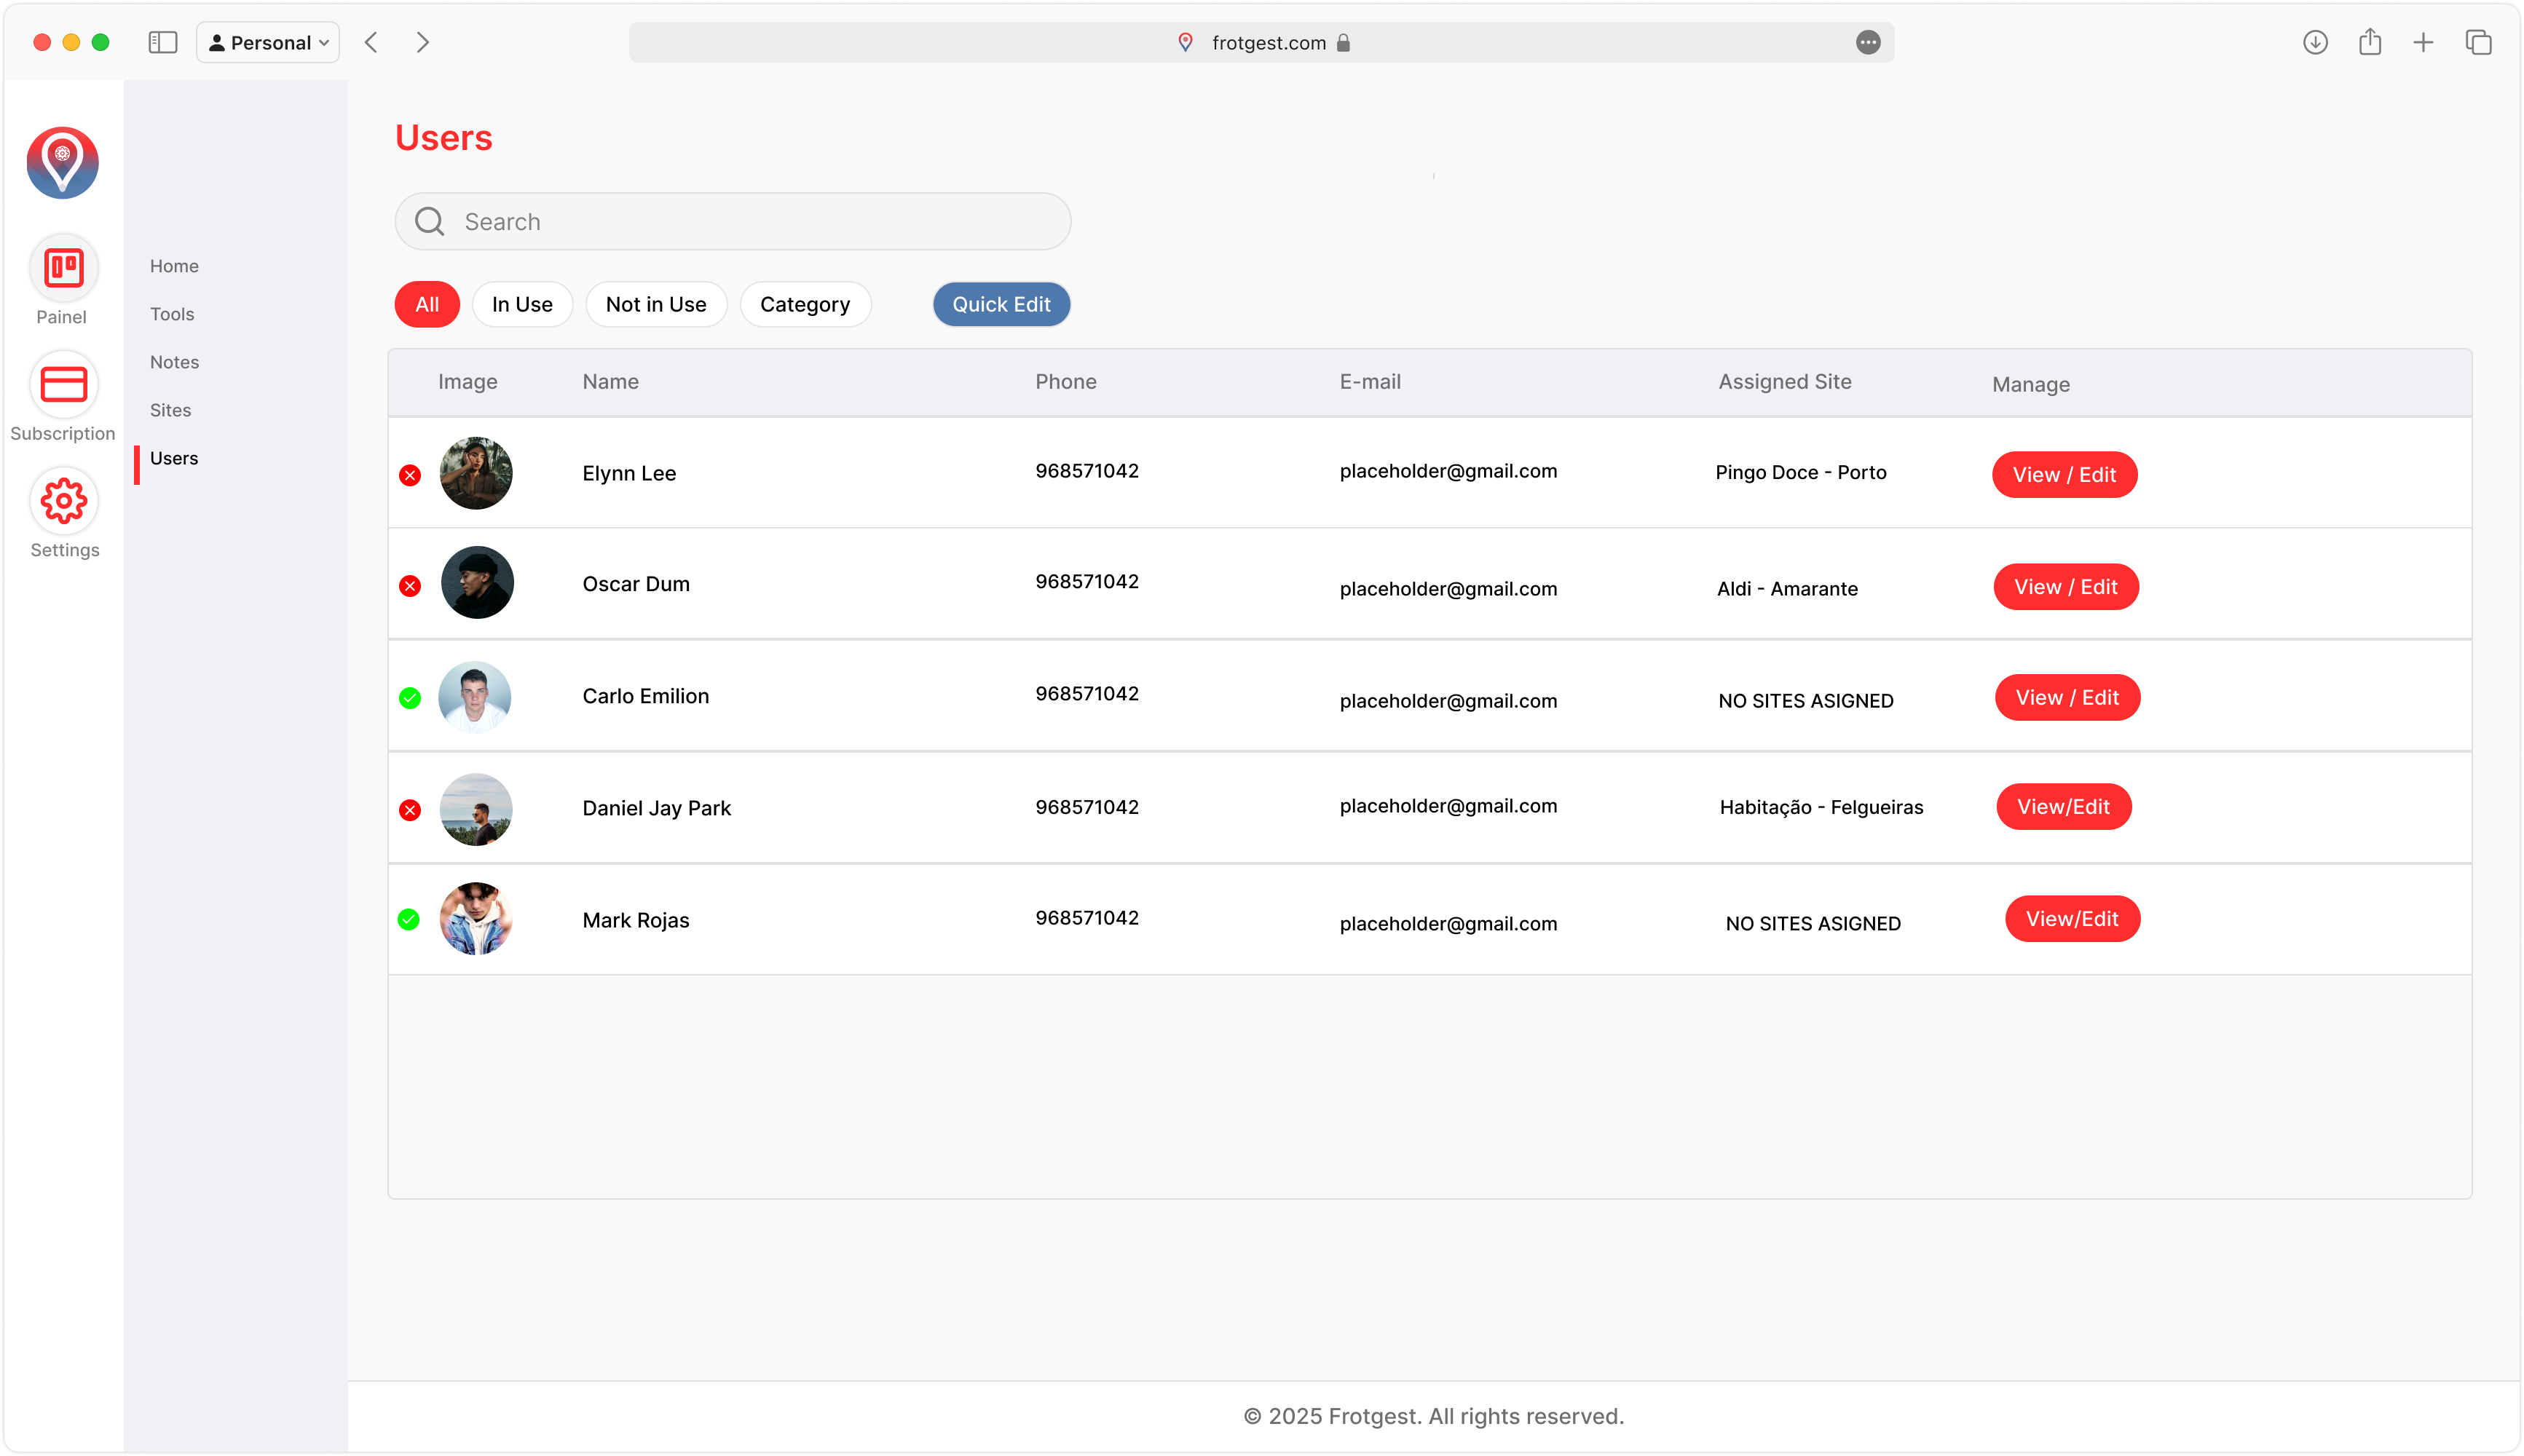 Personal
frotgest.com
Users
Search
All In Use Not in Use Category Quick Edit
Painel
Subscription
Settings
Home
Tools
Notes
Sites
Users
Image Name Phone E-mail Assigned Site Manage
Elynn Lee 968571042 placeholder@gmail.com Pingo Doce - Porto View / Edit
Oscar Dum 968571042 placeholder@gmail.com Aldi - Amarante View / Edit
Carlo Emilion 968571042 placeholder@gmail.com NO SITES ASIGNED View / Edit
Daniel Jay Park 968571042 placeholder@gmail.com Habitação - Felgueiras View/Edit
Mark Rojas 968571042 placeholder@gmail.com NO SITES ASIGNED View/Edit
© 2025 Frotgest. All rights reserved.